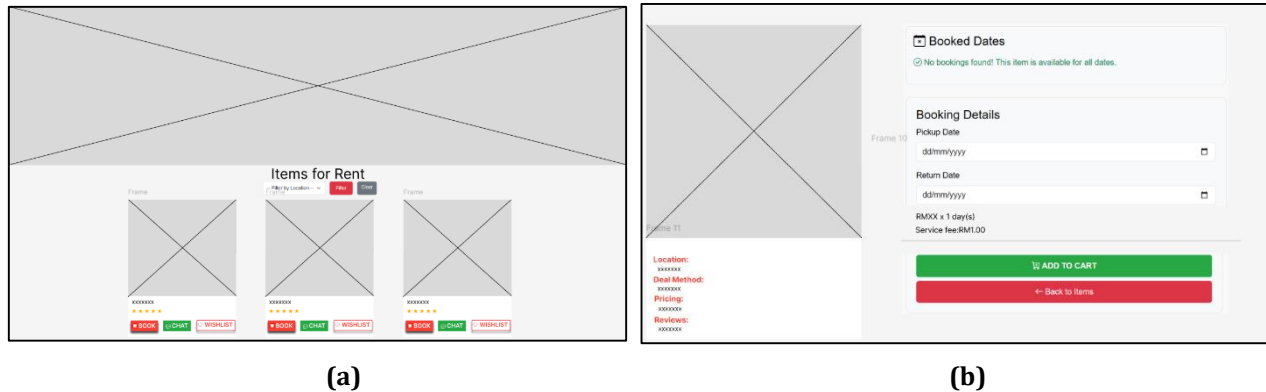 Items for Rent
Filter by Location
Filter
Clear
Frame
Frame
Frame
xxxxxxx
xxxxxxx
xxxxxxx
BOOK
CHAT
WISHLIST
BOOK
CHAT
WISHLIST
BOOK
CHAT
WISHLIST
(a)
Booked Dates
No bookings found! This item is available for all dates.
Frame 10
Booking Details
Pickup Date
dd/mm/yyyy
Return Date
dd/mm/yyyy
RMXX x 1 day(s)
Service fee:RM1.00
ADD TO CART
← Back to Items
Frame 11
Location:
xxxxxxx
Deal Method:
xxxxxxx
Pricing:
xxxxxxx
Reviews:
xxxxxxx
(b)